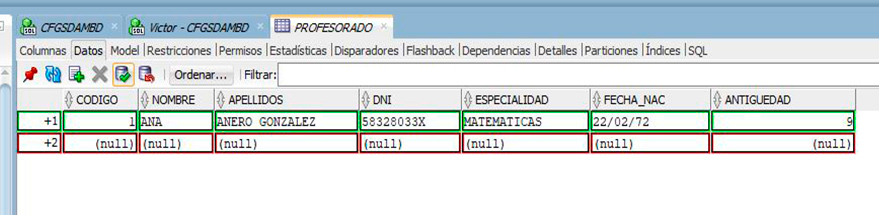 CFGSDAMBD Victor - CFGSDAMBD PROFESORADO
Columnas Datos Model Restricciones Permisos Estadísticas Disparadores Flashback Dependencias Detalles Particiones Índices SQL
Ordenar... Filtrar:
CODIGO NOMBRE APELLIDOS DNI ESPECIALIDAD FECHA_NAC ANTIGUEDAD
+1 1 ANA ANERO GONZALEZ 58328033X MATEMATICAS 22/02/72 9
+2 (null) (null) (null) (null) (null) (null) (null)